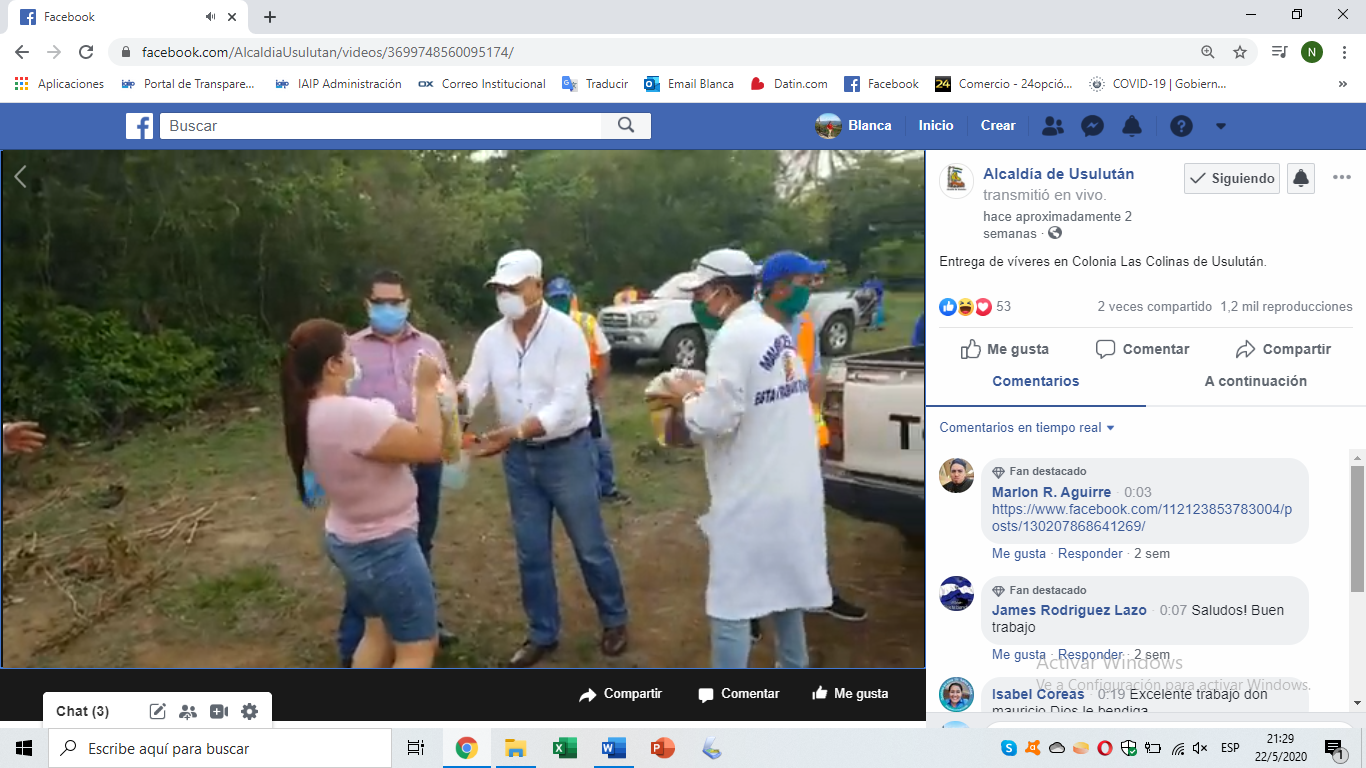 Facebook
facebook.com/AlcaldiaUsulutan/videos/3699748560095174/
N
Aplicaciones
Portal de Transpare...
IAIP Administración
Correo Institucional
Traducir
Email Blanca
Datin.com
Facebook
24
Comercio - 24opció...
COVID-19 | Gobiern...
Buscar
Blanca
Inicio
Crear
Alcaldía de Usulután
transmitió en vivo.
hace aproximadamente 2
semanas ·
Siguiendo
Entrega de víveres en Colonia Las Colinas de Usulután.
53
2 veces compartido 1,2 mil reproducciones
Me gusta
Comentar
Compartir
Comentarios
A continuación
Comentarios en tiempo real
Fan destacado
Marlon R. Aguirre · 0:03
https://www.facebook.com/112123853783004/p
osts/130207868641269/
Me gusta · Responder · 2 sem
Fan destacado
James Rodriguez Lazo · 0:07 Saludos! Buen
trabajo
Me gusta · Responder · 2 sem
Isabel Coreas · 0:19 Excelente trabajo don
mauricio Dios le bendiga
Activar Windows
Ve a Configuración para activar Windows.
Compartir
Comentar
Me gusta
Chat (3)
Escribe aquí para buscar
ESP
21:29
22/5/2020
1